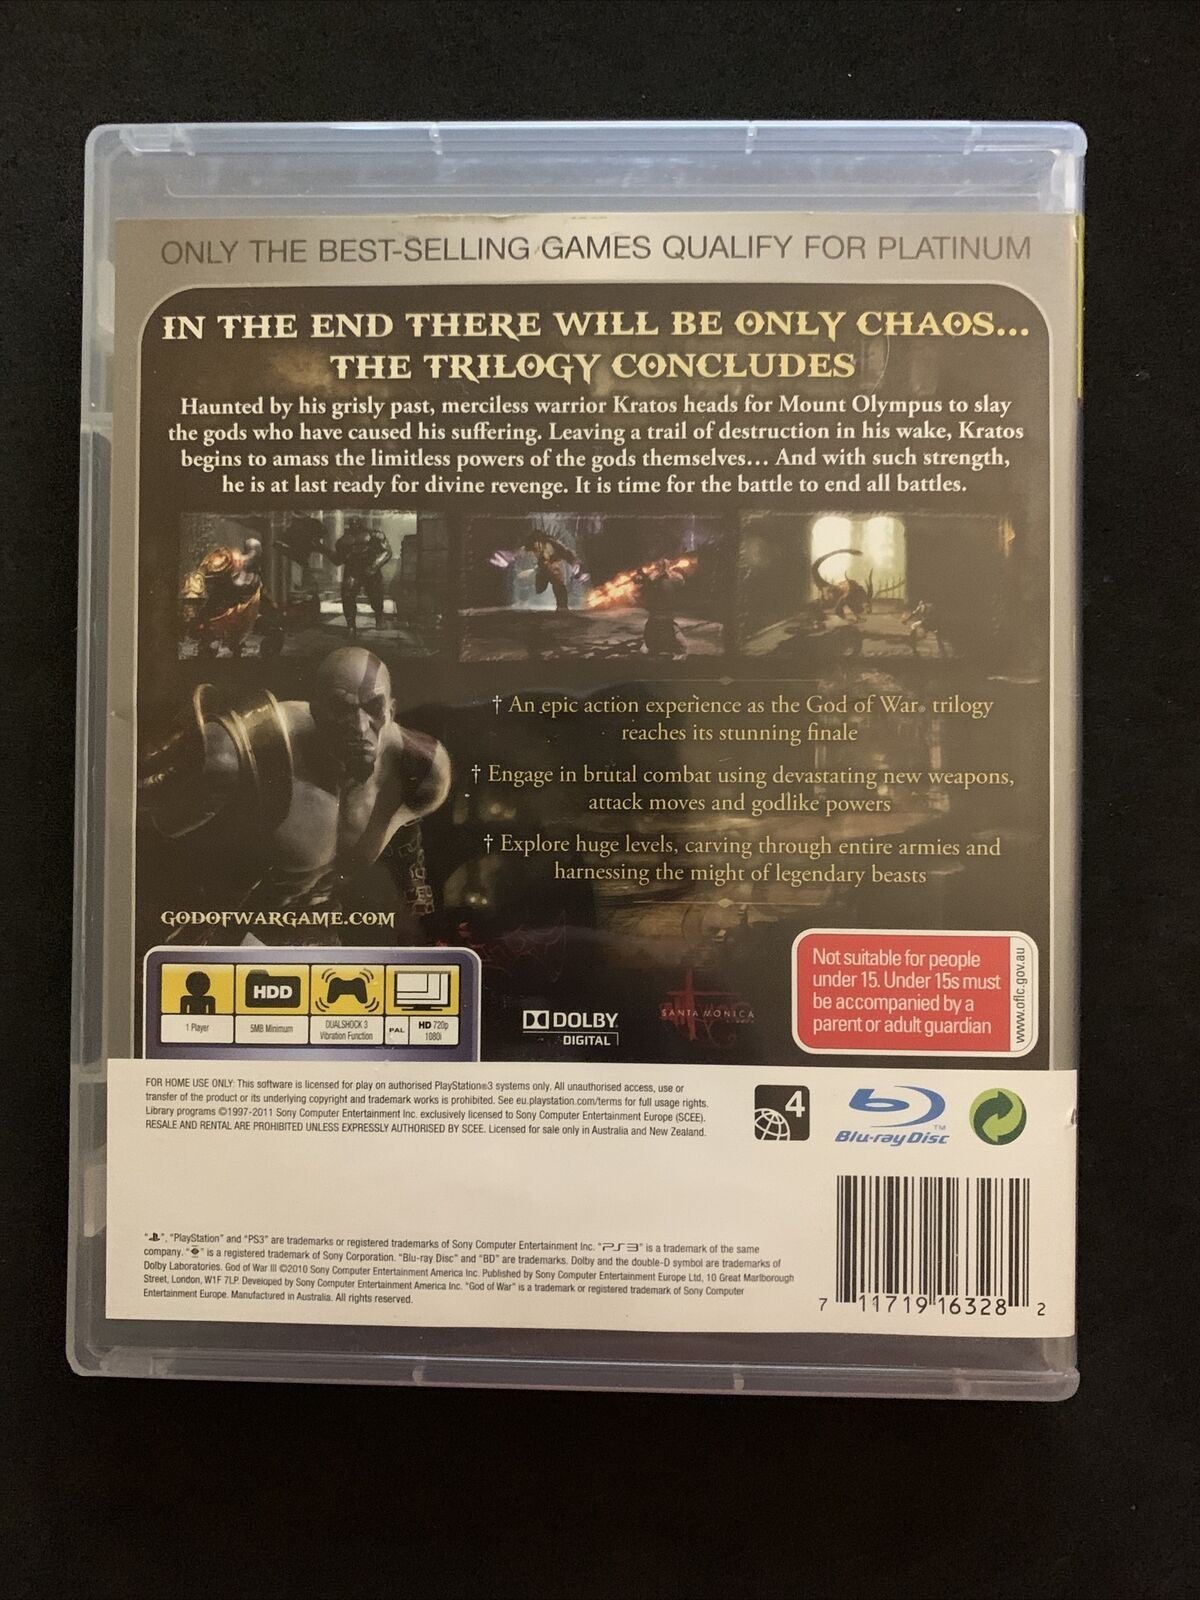 ONLY THE BEST-SELLING GAMES QUALIFY FOR PLATINUM
IN THE END THERE WILL BE ONLY CHAOS...
THE TRILOGY CONCLUDES
Haunted by his grisly past, merciless warrior Kratos heads for Mount Olympus to slay
the gods who have caused his suffering. Leaving a trail of destruction in his wake, Kratos
begins to amass the limitless powers of the gods themselves... And with such strength,
he is at last ready for divine revenge. It is time for the battle to end all battles.
† An epic action experience as the God of War® trilogy
reaches its stunning finale
† Engage in brutal combat using devastating new weapons,
attack moves and godlike powers
† Explore huge levels, carving through entire armies and
harnessing the might of legendary beasts
GODOFWARGAME.COM
HDD
1 Player
5MB Minimum
DUALSHOCK 3
Vibration Function
PAL
HD 720p
1080i
DOLBY
DIGITAL
SANTA MONICA
Not suitable for people
under 15. Under 15s must
be accompanied by a
parent or adult guardian
www.oflc.gov.au
FOR HOME USE ONLY: This software is licensed for play on authorised PlayStation®3 systems only. All unauthorised access, use or
transfer of the product or its underlying copyright and trademark works is prohibited. See eu.playstation.com/terms for full usage rights.
Library programs ©1997-2011 Sony Computer Entertainment Inc. exclusively licensed to Sony Computer Entertainment Europe (SCEE).
RESALE AND RENTAL ARE PROHIBITED UNLESS EXPRESSLY AUTHORISED BY SCEE. Licensed for sale only in Australia and New Zealand.
4
Blu-ray Disc™
" ", "PlayStation" and "PS3" are trademarks or registered trademarks of Sony Computer Entertainment Inc. "PS3" is a trademark of the same
company. " " is a registered trademark of Sony Corporation. "Blu-ray Disc" and "BD" are trademarks. Dolby and the double-D symbol are trademarks of
Dolby Laboratories. God of War III ©2010 Sony Computer Entertainment America Inc. Published by Sony Computer Entertainment Europe Ltd, 10 Great Marlborough
Street, London, W1F 7LP. Developed by Sony Computer Entertainment America Inc. "God of War" is a trademark or registered trademark of Sony Computer
Entertainment Europe. Manufactured in Australia. All rights reserved.
7 11719 16328 2